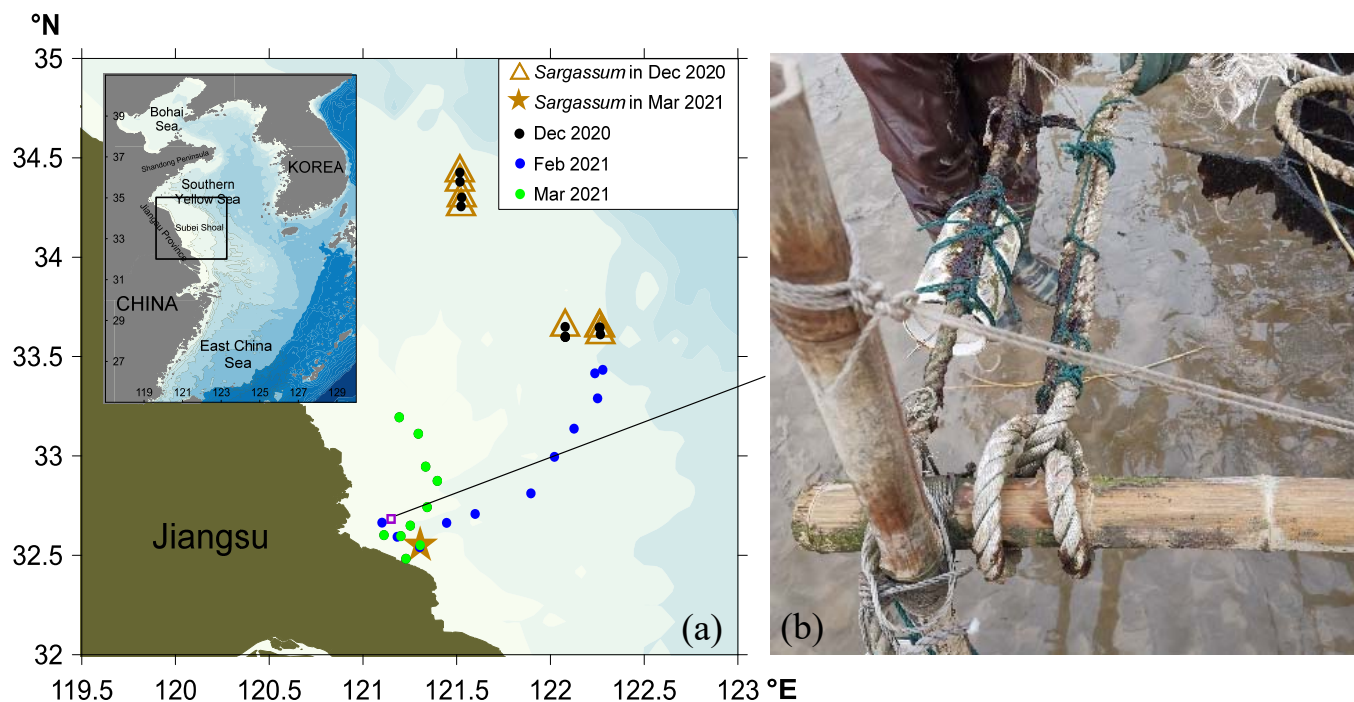 °N
35
34.5
34
33.5
33
32.5
32
119.5
120
120.5
121
121.5
122
122.5
123
°E
Sargassum in Dec 2020
Sargassum in Mar 2021
Dec 2020
Feb 2021
Mar 2021
Bohai
Sea
Shandong Peninsula
KOREA
Southern
Yellow Sea
Jiangsu Province
Subei Shoal
CHINA
East China
Sea
39
37
35
33
31
29
27
119
121
123
125
127
129
Jiangsu
(a)
(b)